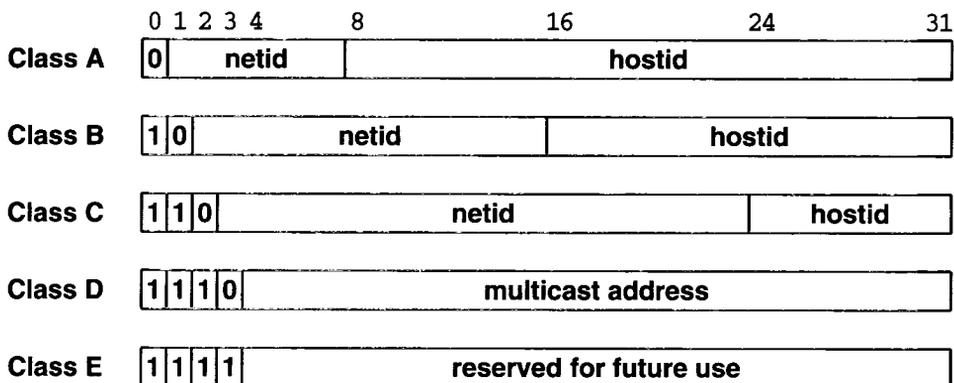 0 1 2 3 4 8 16 24 31
Class A 0 netid hostid
Class B 1 0 netid hostid
Class C 1 1 0 netid hostid
Class D 1 1 1 0 multicast address
Class E 1 1 1 1 reserved for future use